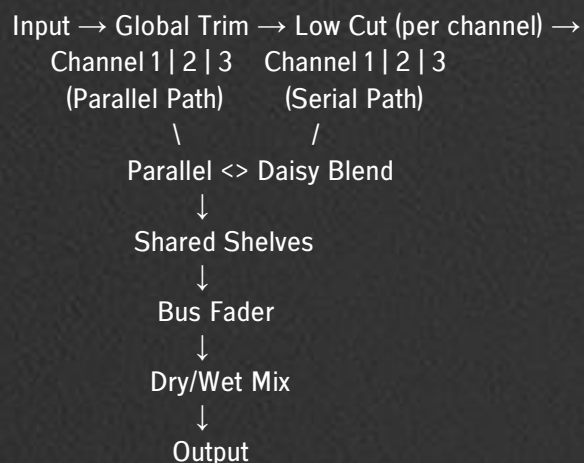 Input → Global Trim → Low Cut (per channel) →
Channel 1 | 2 | 3 Channel 1 | 2 | 3
(Parallel Path) (Serial Path)
\ /
Parallel <> Daisy Blend
↓
Shared Shelves
↓
Bus Fader
↓
Dry/Wet Mix
↓
Output